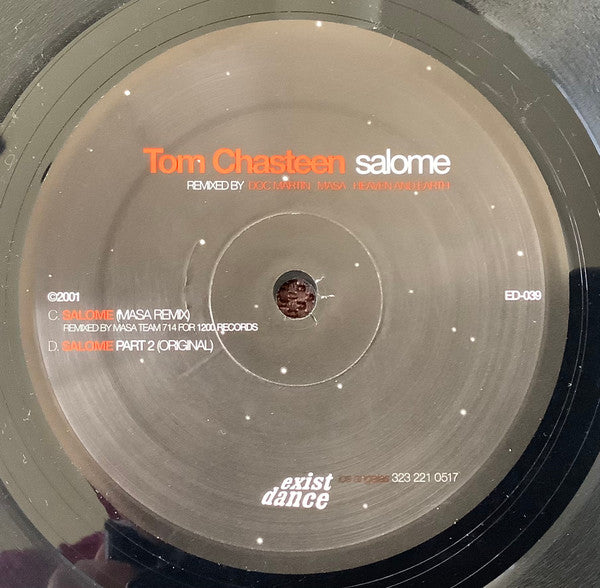 Tom Chasteen salome
REMIXED BY DOC MARTIN MASA HEAVEN AND EARTH
©2001
ED-039
C. SALOME (MASA REMIX)
REMIXED BY MASA TEAM 714 FOR 1200 RECORDS
D. SALOME PART 2 (ORIGINAL)
exist
dance
los angeles 323 221 0517